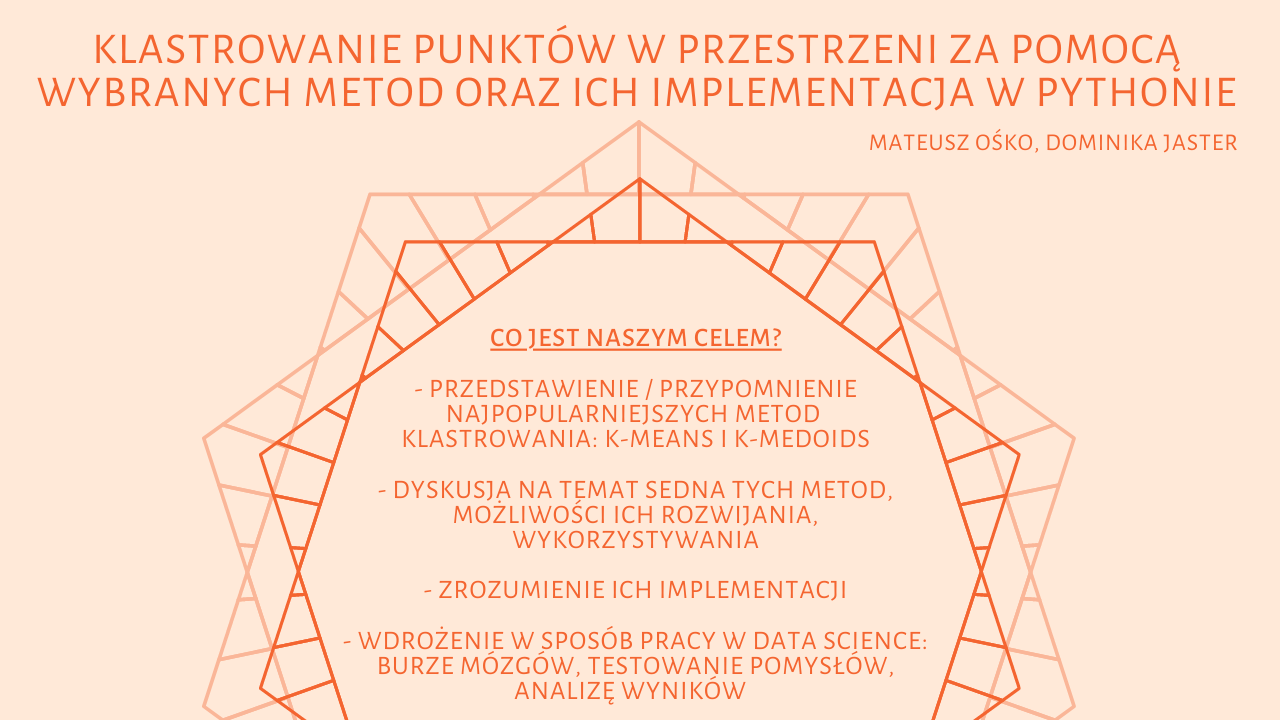 KLASTROWANIE PUNKTÓW W PRZESTRZENI ZA POMOCĄ
WYBRANYCH METOD ORAZ ICH IMPLEMENTACJA W PYTHONIE
MATEUSZ OŚKO, DOMINIKA JASTER
CO JEST NASZYM CELEM?
- PRZEDSTAWIENIE / PRZYPOMNIENIE
NAJPOPULARNIEJSZYCH METOD
KLASTROWANIA: K-MEANS I K-MEDOIDS
- DYSKUSJA NA TEMAT SEDNA TYCH METOD,
MOŻLIWOŚCI ICH ROZWIJANIA,
WYKORZYSTYWANIA
- ZROZUMIENIE ICH IMPLEMENTACJI
- WDROŻENIE W SPOSÓB PRACY W DATA SCIENCE:
BURZE MÓZGÓW, TESTOWANIE POMYSŁÓW,
ANALIZĘ WYNIKÓW